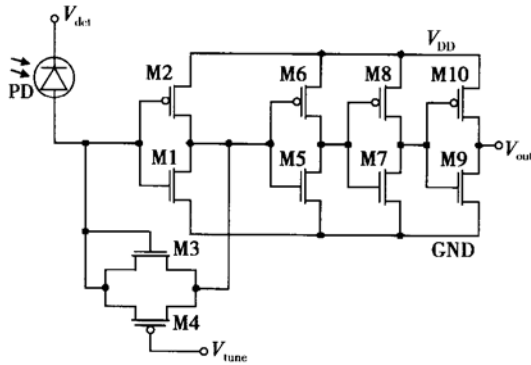 V_det
PD
M2
M1
M6
M5
V_DD
M8
M7
M10
M9
V_out
GND
M3
M4
V_tune